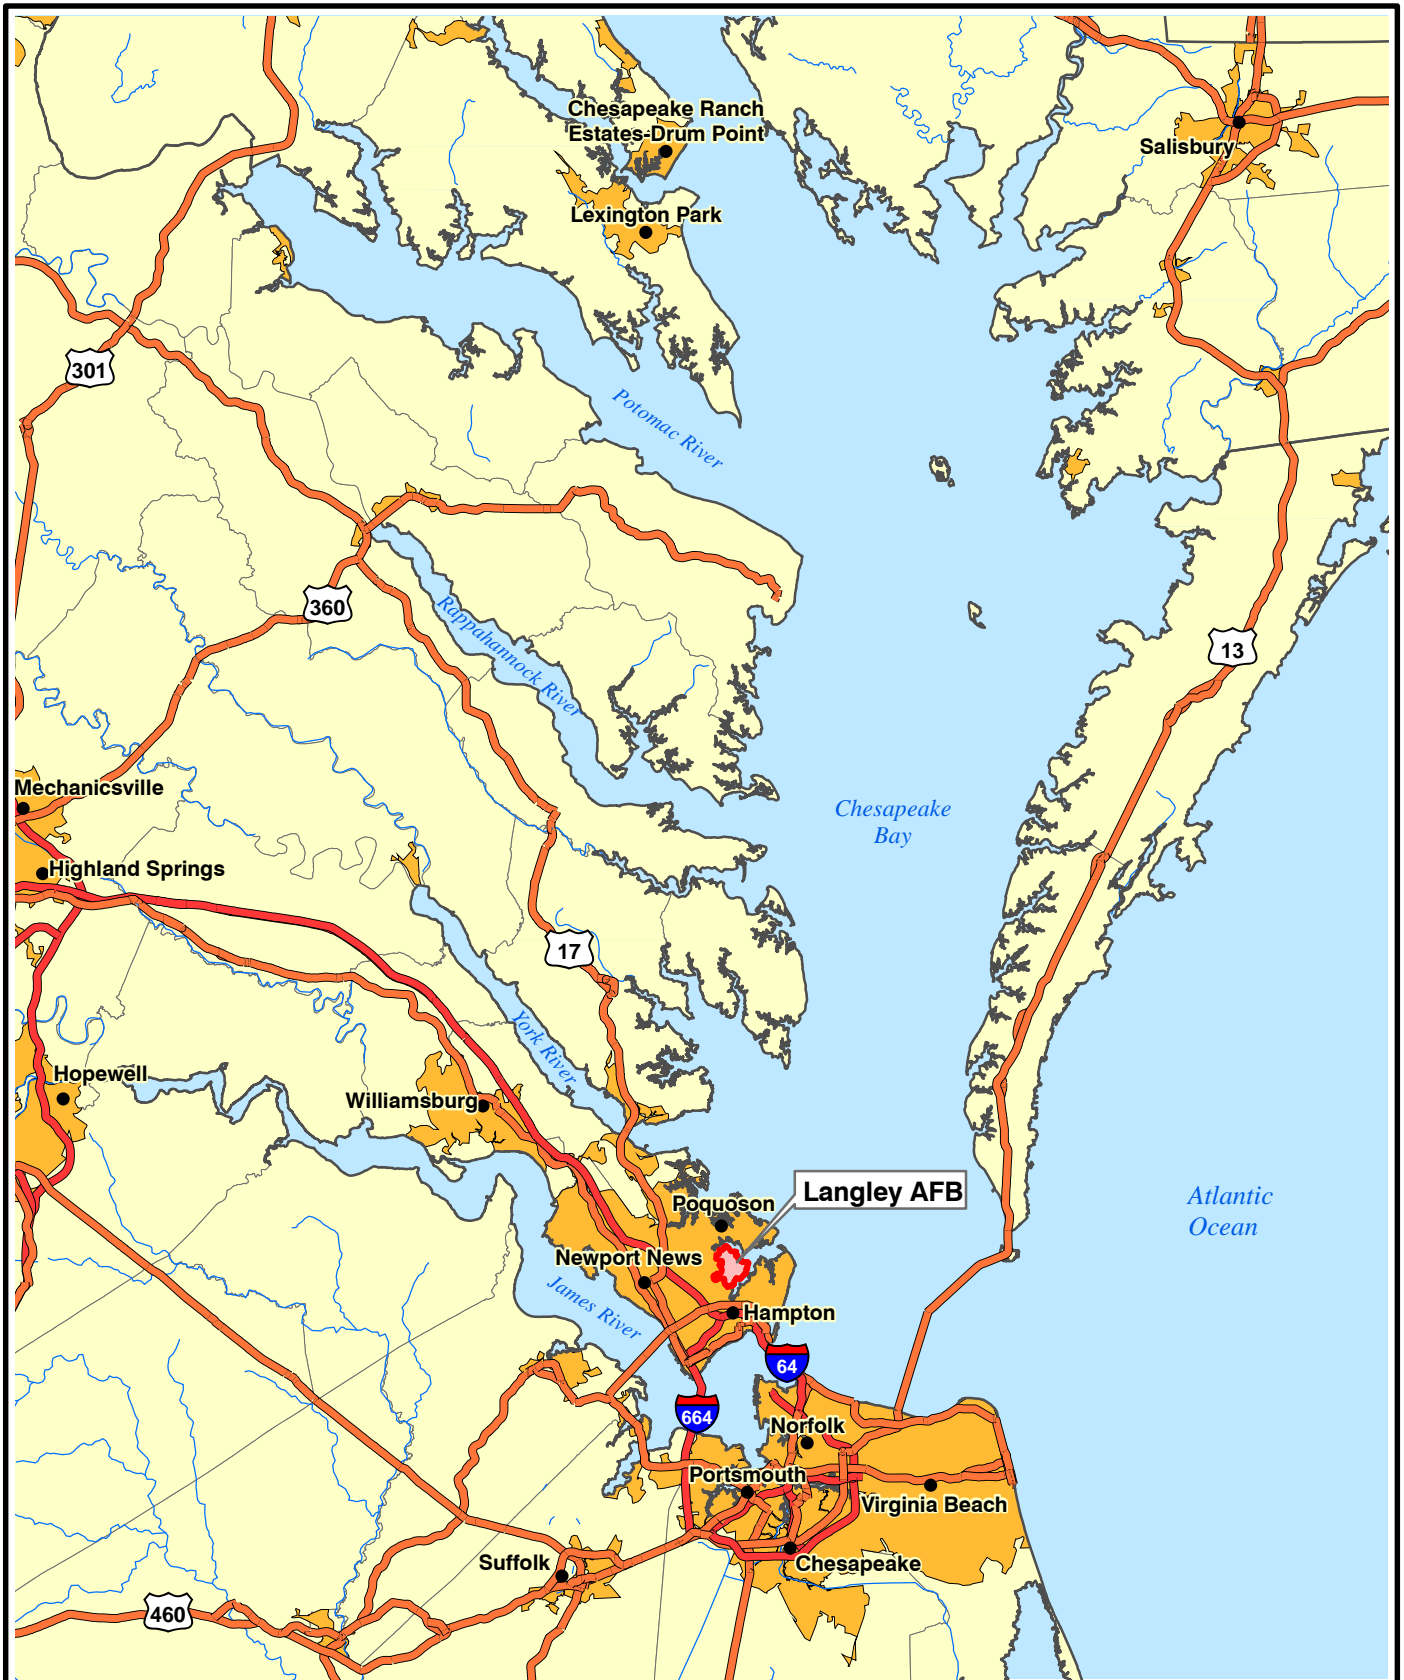 Chesapeake Ranch
Estates-Drum Point
Salisbury
Lexington Park
301
Potomac River
360
Rappahannock River
13
Mechanicsville
Chesapeake
Bay
Highland Springs
17
York River
Hopewell
Williamsburg
Langley AFB
Atlantic
Ocean
Poquoson
Newport News
James River
Hampton
64
664
Norfolk
Portsmouth
Virginia Beach
Suffolk
Chesapeake
460